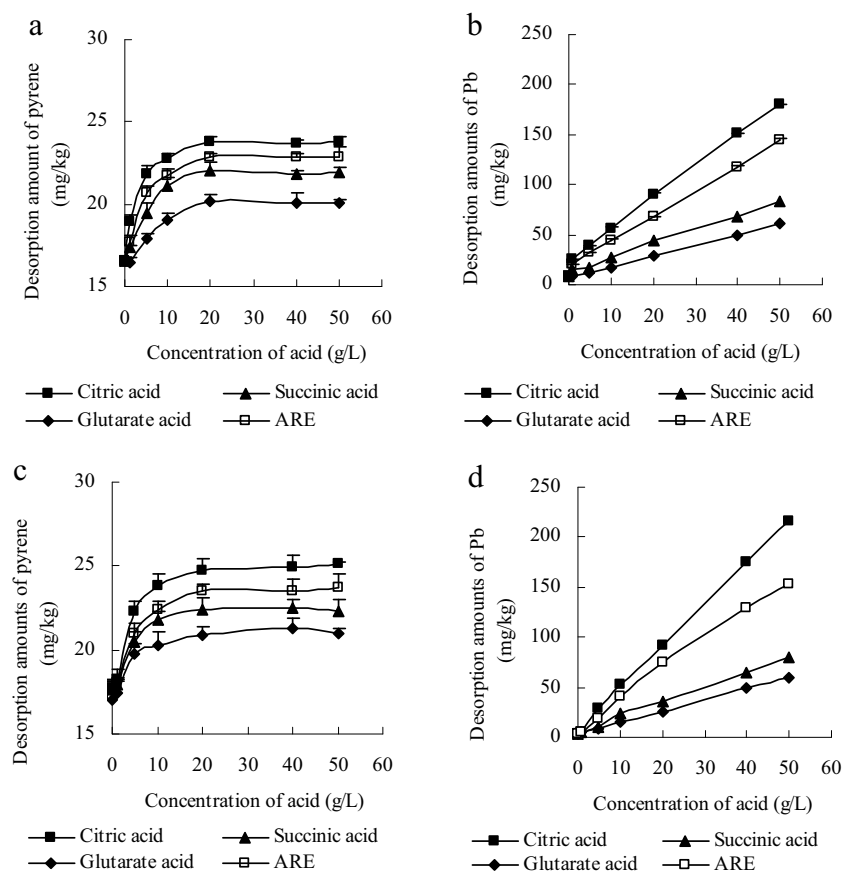 a
30
25
20
15
0 10 20 30 40 50 60
Desorption amount of pyrene
(mg/kg)
Concentration of acid (g/L)
Citric acid
Succinic acid
Glutarate acid
ARE
b
250
200
150
100
50
0
0 10 20 30 40 50 60
Desorption amounts of Pb
(mg/kg)
Concentration of acid (g/L)
Citric acid
Succinic acid
Glutarate acid
ARE
c
30
25
20
15
0 10 20 30 40 50 60
Desorption amounts of pyrene
(mg/kg)
Concentration of acid (g/L)
Citric acid
Succinic acid
Glutarate acid
ARE
d
250
200
150
100
50
0
0 10 20 30 40 50 60
Desorption amounts of Pb
(mg/kg)
Concentration of acid (g/L)
Citric acid
Succinic acid
Glutarate acid
ARE